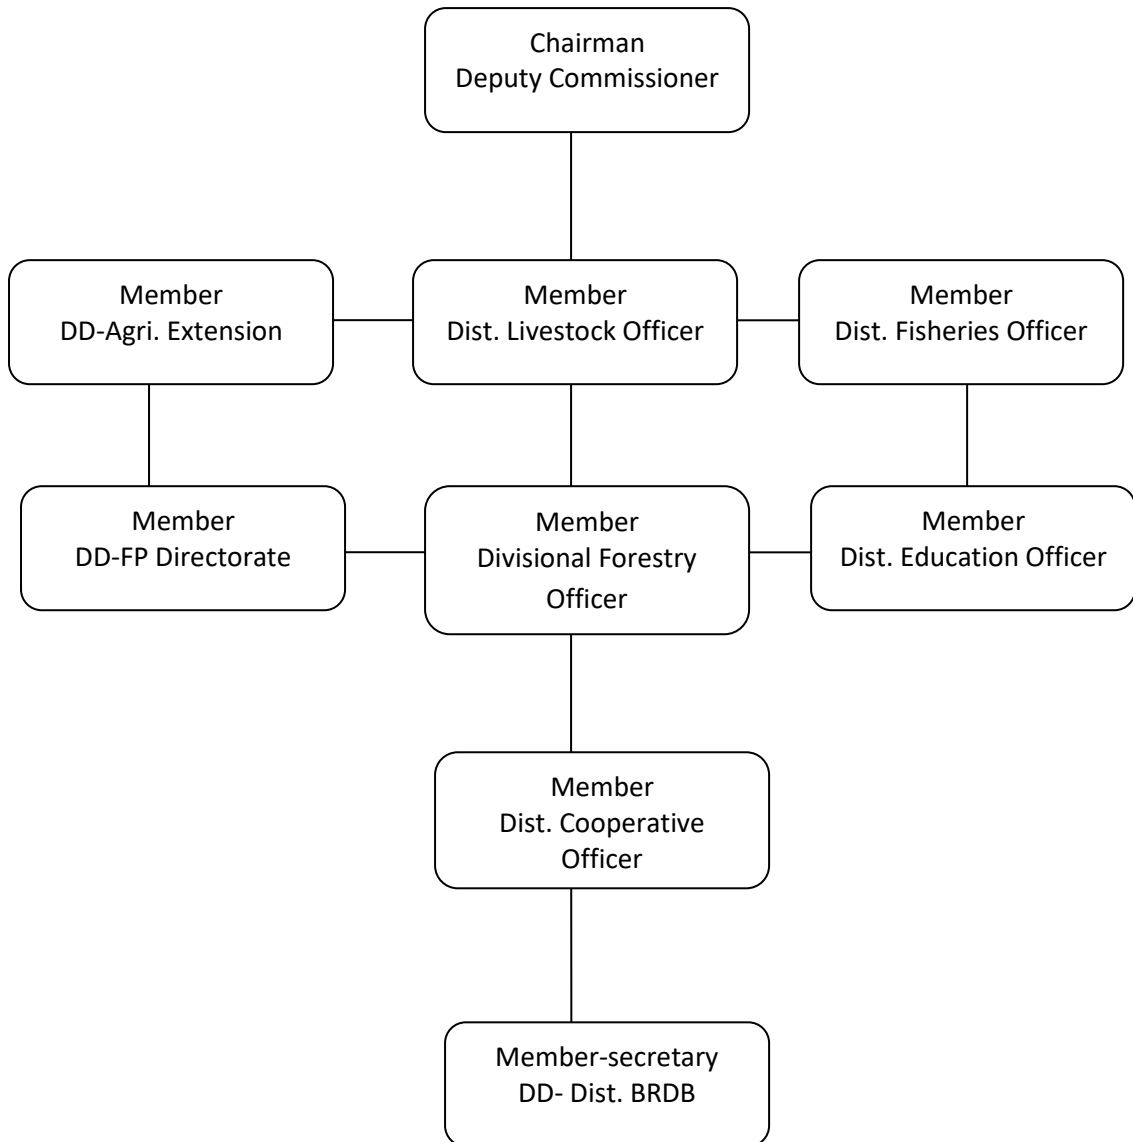 Chairman
Deputy Commissioner
Member
DD-Agri. Extension
Member
Dist. Livestock Officer
Member
Dist. Fisheries Officer
Member
DD-FP Directorate
Member
Divisional Forestry
Officer
Member
Dist. Education Officer
Member
Dist. Cooperative
Officer
Member-secretary
DD- Dist. BRDB